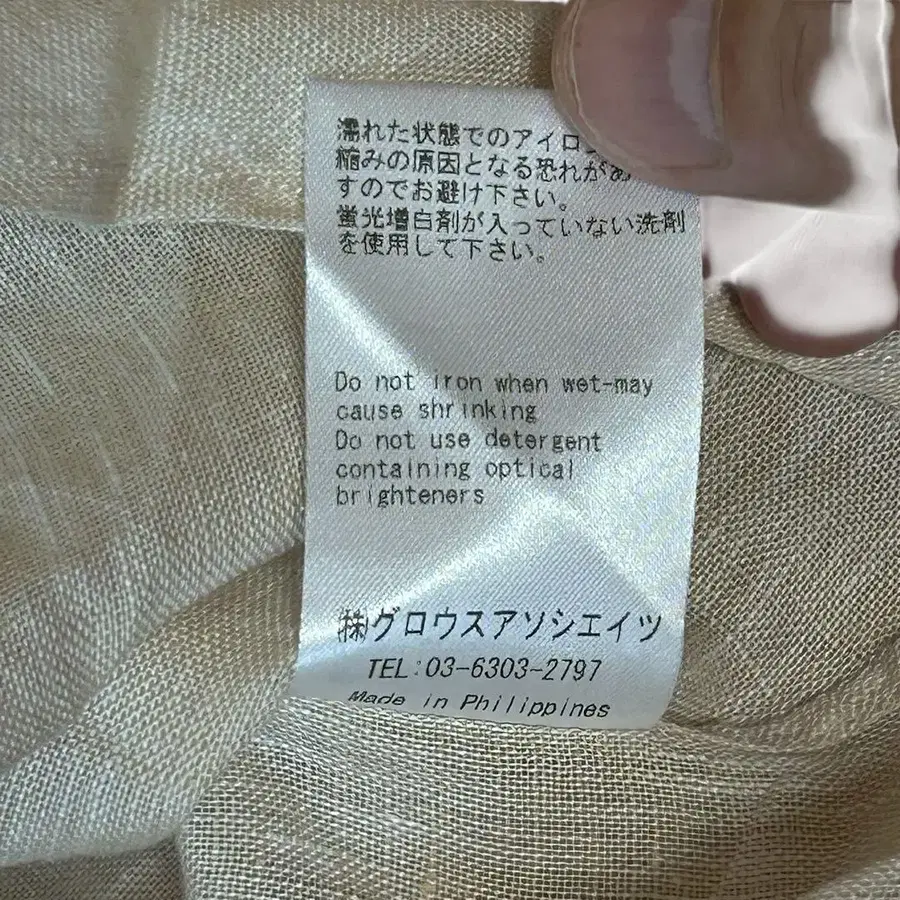 濡れた状態でのアイロ
縮みの原因となる恐れがあ
すのでお避け下さい。
蛍光増白剤が入っていない洗剤
を使用して下さい。
Do not iron when wet-may
cause shrinking
Do not use detergent
containing optical
brighteners
㈱グロウスアソシエイツ
TEL:03-6303-2797
Made in Philippines